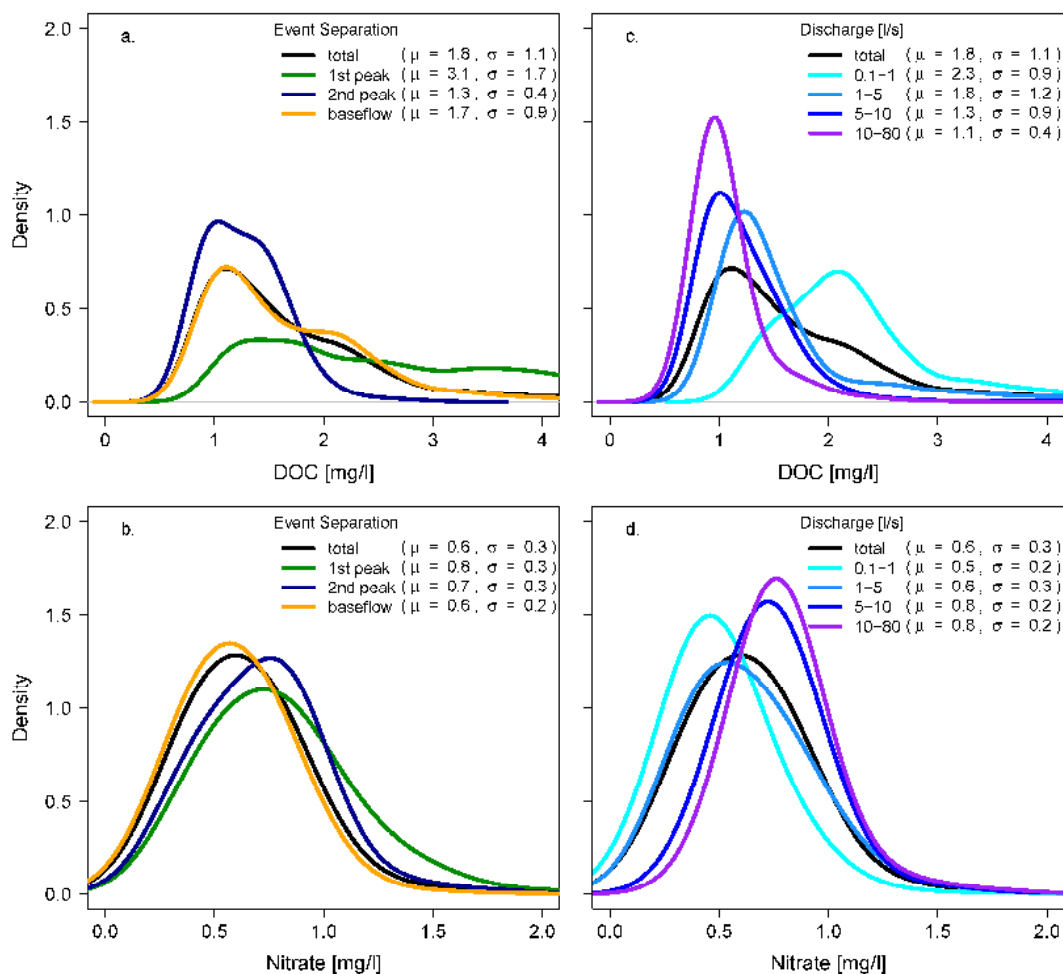 a.
Event Separation
total ( μ = 1.8 , σ = 1.1 )
1st peak ( μ = 3.1 , σ = 1.7 )
2nd peak ( μ = 1.3 , σ = 0.4 )
baseflow ( μ = 1.7 , σ = 0.9 )
2.0
1.5
1.0
0.5
0.0
Density
0 1 2 3 4
DOC [mg/l]
c.
Discharge [l/s]
total ( μ = 1.8 , σ = 1.1 )
0.1–1 ( μ = 2.3 , σ = 0.9 )
1–5 ( μ = 1.8 , σ = 1.2 )
5–10 ( μ = 1.3 , σ = 0.9 )
10–80 ( μ = 1.1 , σ = 0.4 )
0 1 2 3 4
DOC [mg/l]
b.
Event Separation
total ( μ = 0.6 , σ = 0.3 )
1st peak ( μ = 0.8 , σ = 0.3 )
2nd peak ( μ = 0.7 , σ = 0.3 )
baseflow ( μ = 0.6 , σ = 0.2 )
2.0
1.5
1.0
0.5
0.0
Density
0.0 0.5 1.0 1.5 2.0
Nitrate [mg/l]
d.
Discharge [l/s]
total ( μ = 0.6 , σ = 0.3 )
0.1–1 ( μ = 0.5 , σ = 0.2 )
1–5 ( μ = 0.6 , σ = 0.3 )
5–10 ( μ = 0.8 , σ = 0.2 )
10–80 ( μ = 0.8 , σ = 0.2 )
0.0 0.5 1.0 1.5 2.0
Nitrate [mg/l]